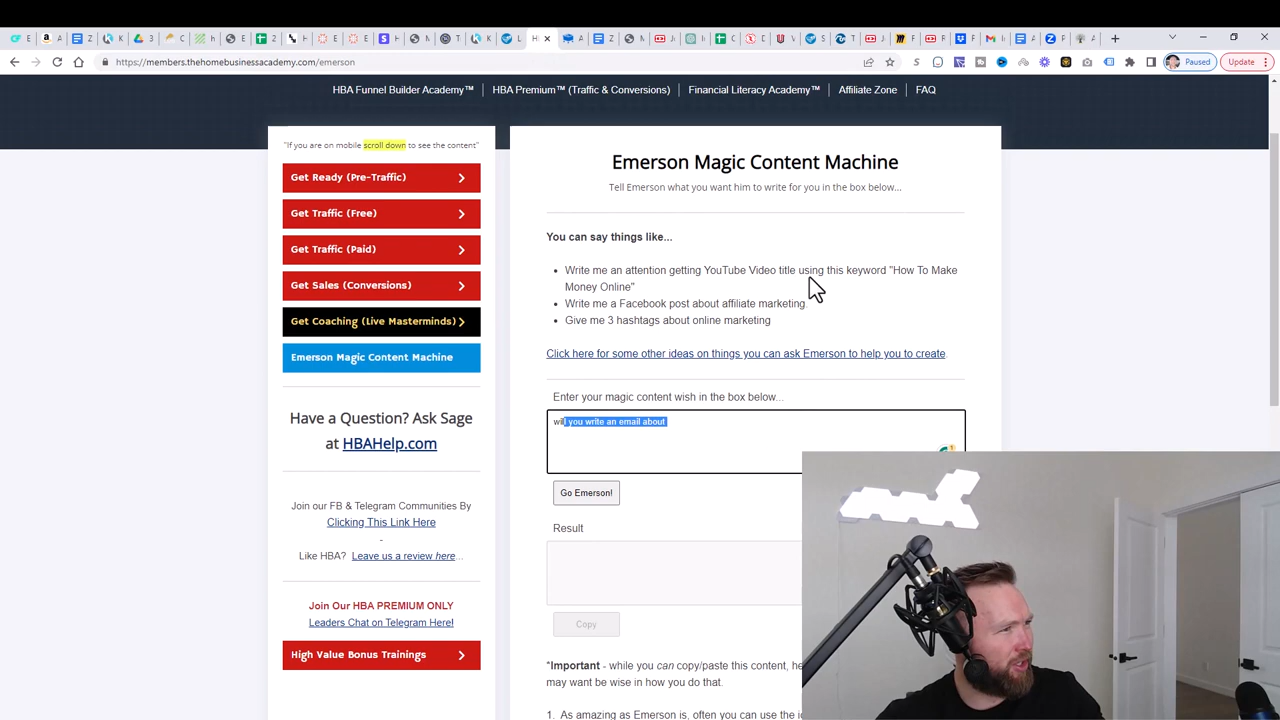 https://members.thehomebusinessacademy.com/emerson
Paused
Update
HBA Funnel Builder Academy™
HBA Premium™ (Traffic & Conversions)
Financial Literacy Academy™
Affiliate Zone
FAQ
"If you are on mobile scroll down to see the content"
Get Ready (Pre-Traffic)
Get Traffic (Free)
Get Traffic (Paid)
Get Sales (Conversions)
Get Coaching (Live Masterminds)
Emerson Magic Content Machine
Have a Question? Ask Sage
at HBAHelp.com
Join our FB & Telegram Communities By
Clicking This Link Here
-
Like HBA? Leave us a review here...
Join Our HBA PREMIUM ONLY
Leaders Chat on Telegram Here!
High Value Bonus Trainings
Emerson Magic Content Machine
Tell Emerson what you want him to write for you in the box below...
You can say things like...
Write me an attention getting YouTube Video title using this keyword "How To Make
Money Online"
Write me a Facebook post about affiliate marketing.
Give me 3 hashtags about online marketing
Click here for some other ideas on things you can ask Emerson to help you to create.
Enter your magic content wish in the box below...
will you write an email about
Go Emerson!
Result
Copy
*Important - while you can copy/paste this content, he
may want be wise in how you do that.
1. As amazing as Emerson is, often you can use the